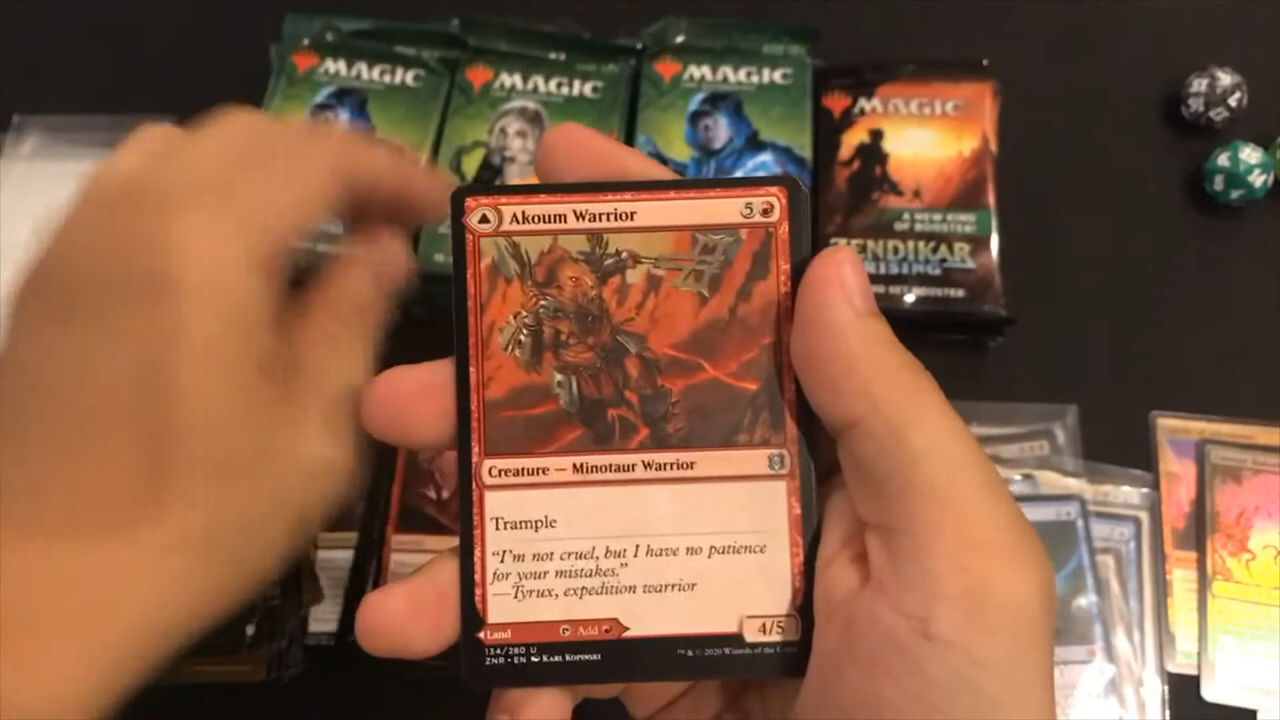 MAGIC
MAGIC
MAGIC
MAGIC
A NEW KIND
OF BOOSTER!
ZENDIKAR
RISING
SET BOOSTER
Akoum Warrior 5
Creature — Minotaur Warrior
Trample
“I'm not cruel, but I have no patience
for your mistakes.”
—Tyrux, expedition warrior
Land Add
4/5
134/280 U
ZNR • EN Karl Kopinski
™ & © 2020 Wizards of the Coast